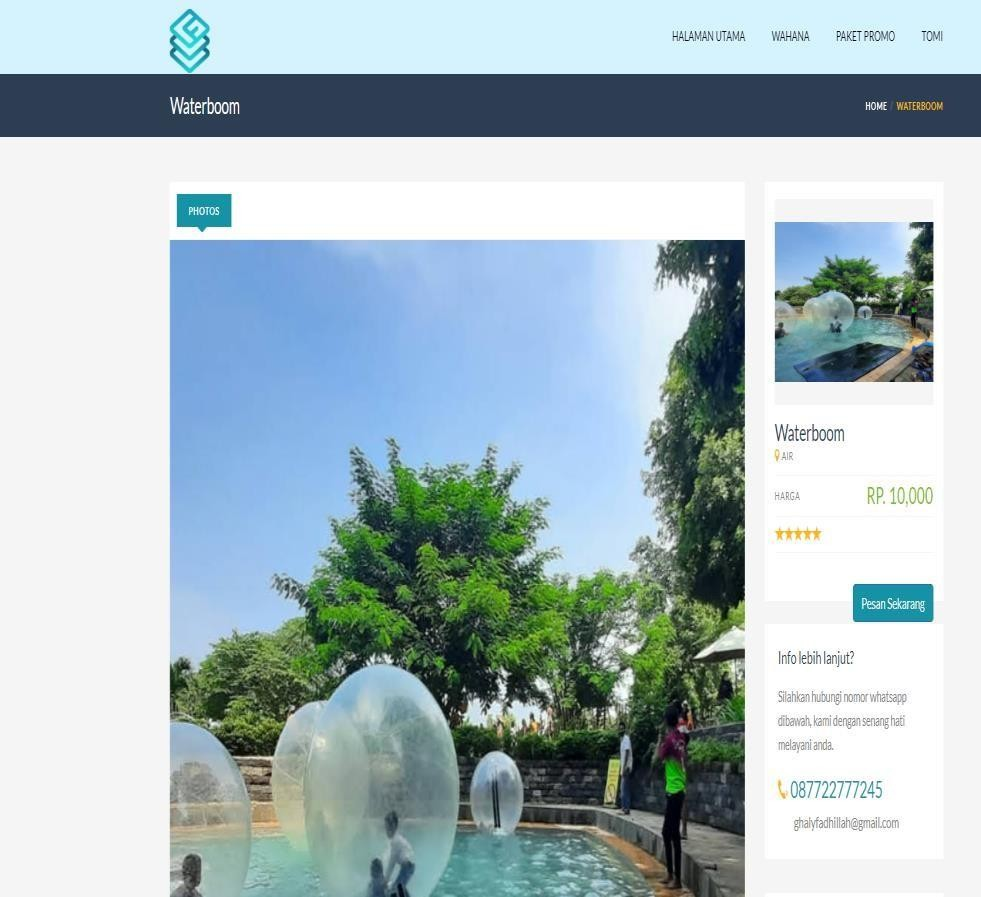 HALAMAN UTAMA WAHANA PAKET PROMO TOMI
Waterboom
HOME / WATERBOOM
PHOTOS
Waterboom
AIR
HARGA RP. 10,000
Pesan Sekarang
Info lebih lanjut?
Silahkan hubungi nomor whatsapp
dibawah, kami dengan senang hati
melayani anda.
087722777245
ghalyfadhillah@gmail.com